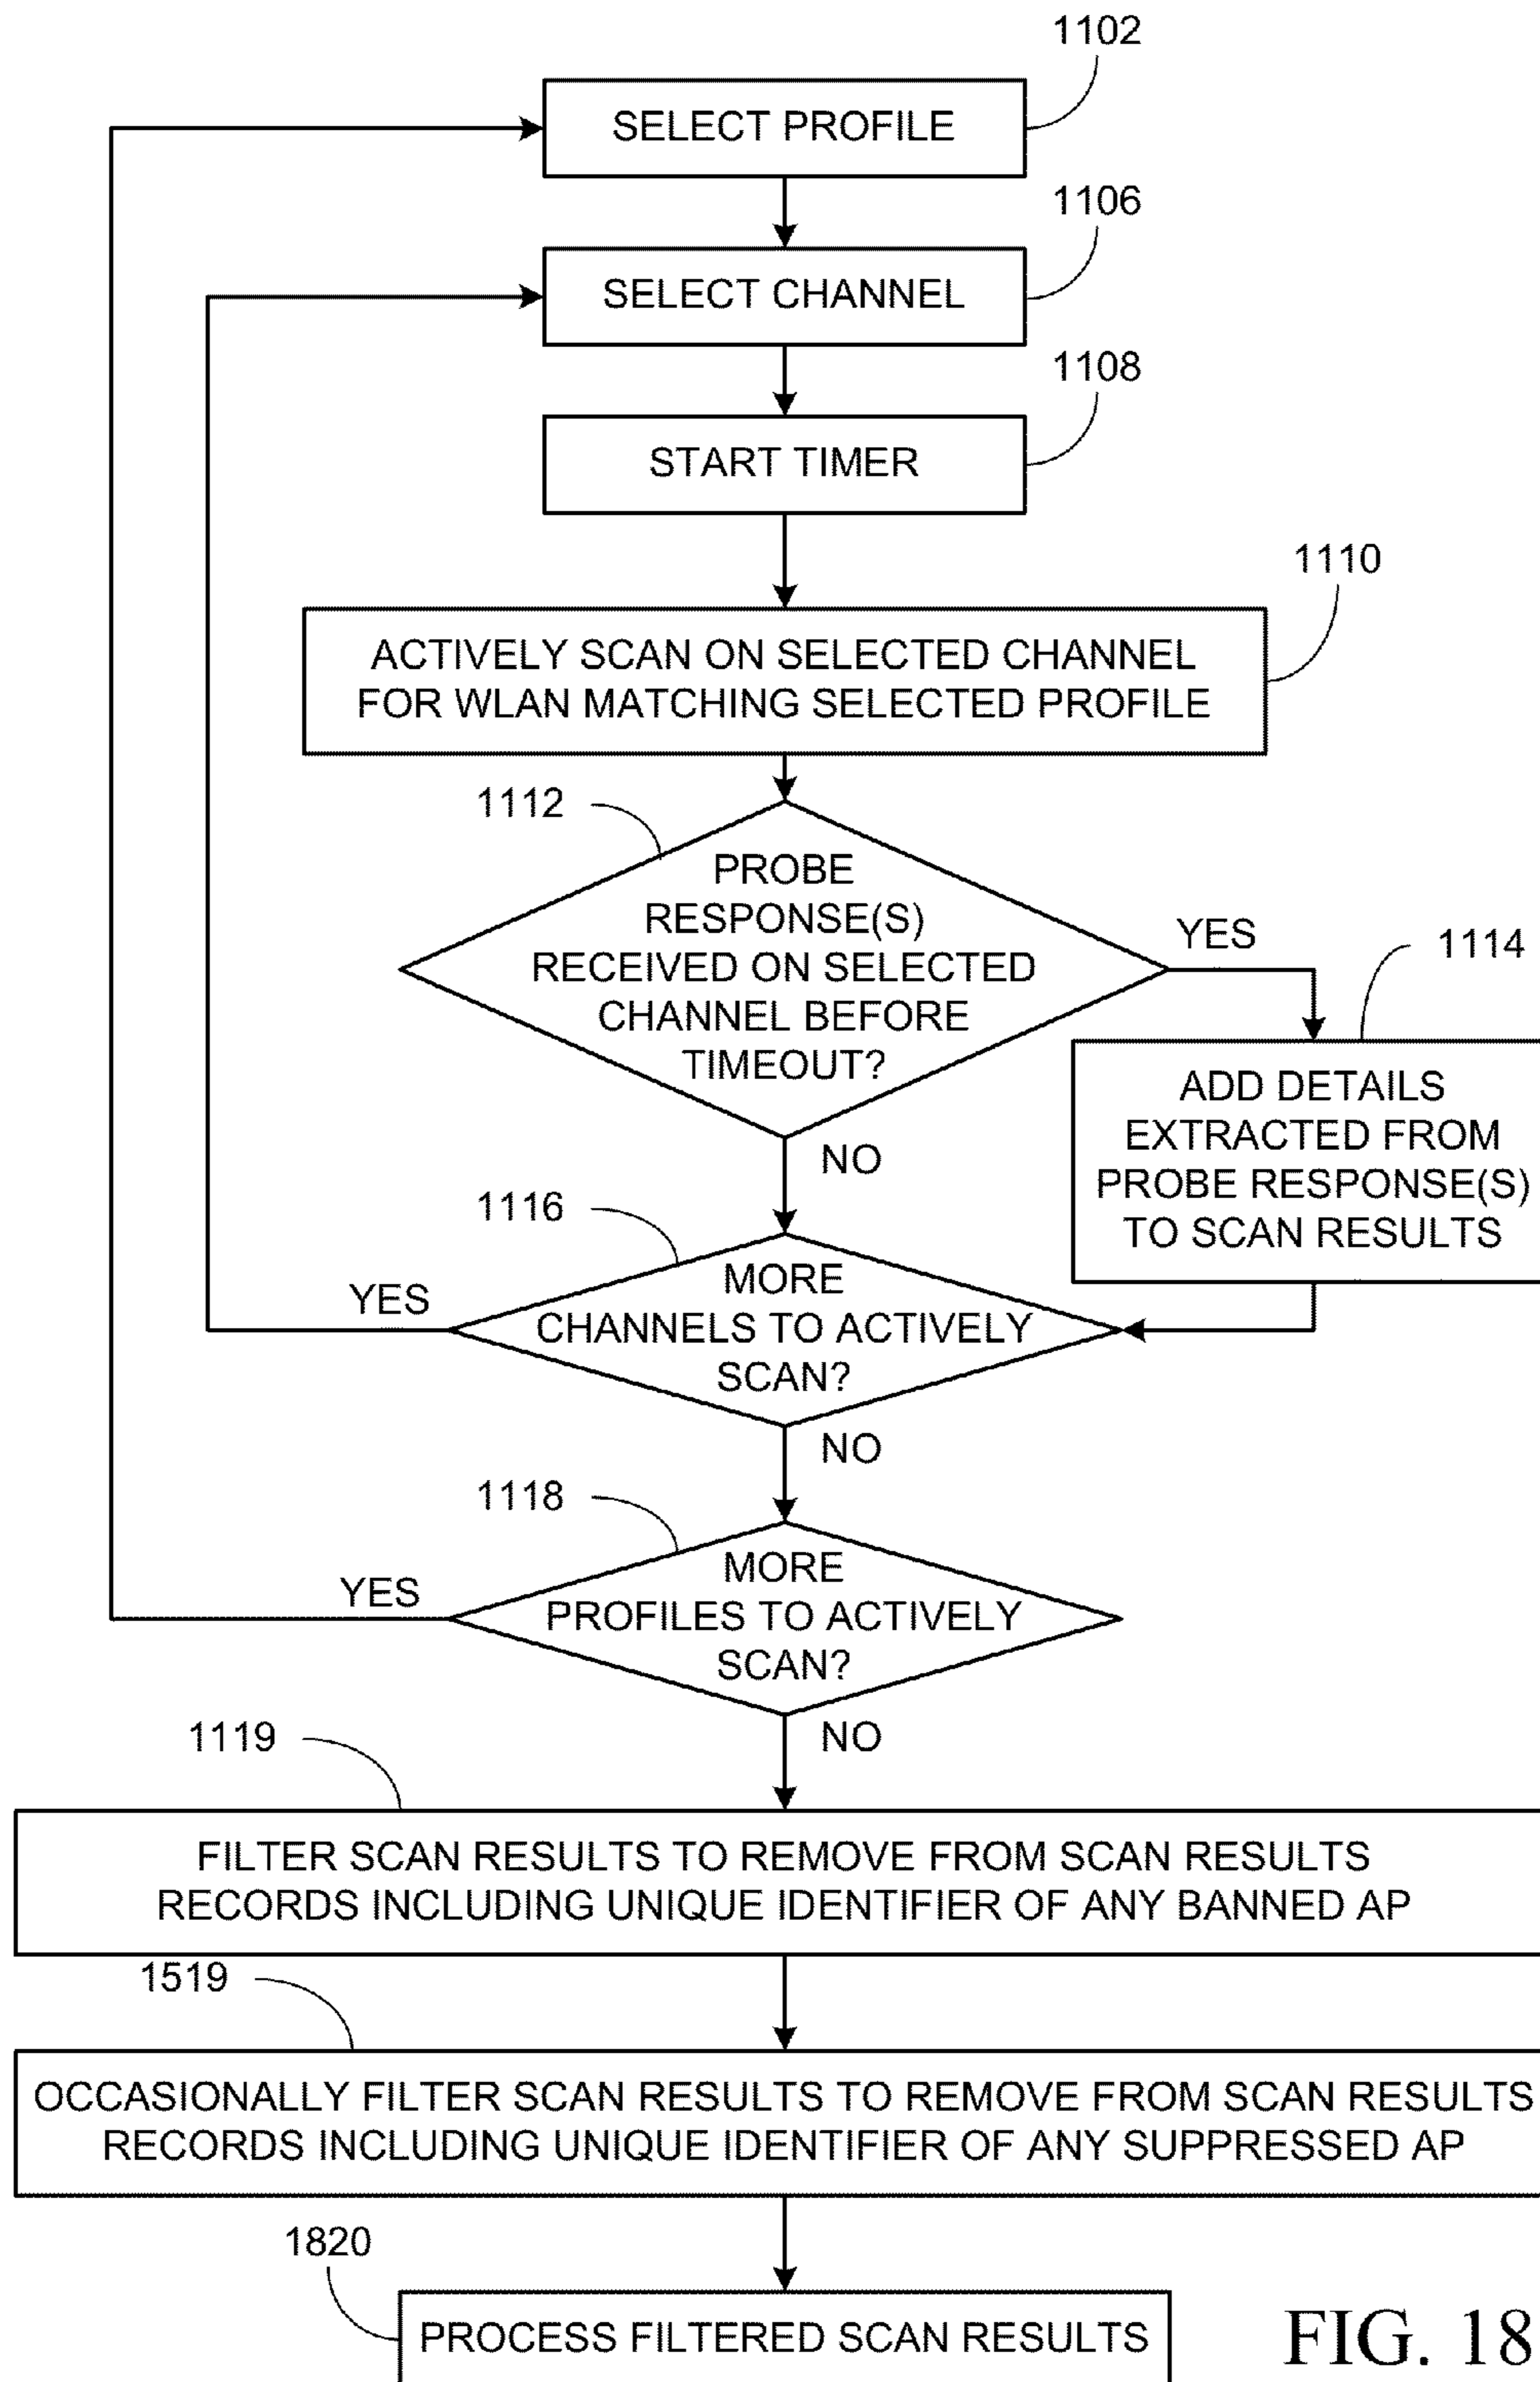 1102
SELECT PROFILE
1106
SELECT CHANNEL
1108
START TIMER
1110
ACTIVELY SCAN ON SELECTED CHANNEL
FOR WLAN MATCHING SELECTED PROFILE
1112
PROBE
RESPONSE(S)
RECEIVED ON SELECTED
CHANNEL BEFORE
TIMEOUT?
YES
1114
ADD DETAILS
EXTRACTED FROM
PROBE RESPONSE(S)
TO SCAN RESULTS
NO
1116
MORE
CHANNELS TO ACTIVELY
SCAN?
YES
NO
1118
MORE
PROFILES TO ACTIVELY
SCAN?
YES
NO
1119
FILTER SCAN RESULTS TO REMOVE FROM SCAN RESULTS
RECORDS INCLUDING UNIQUE IDENTIFIER OF ANY BANNED AP
1519
OCCASIONALLY FILTER SCAN RESULTS TO REMOVE FROM SCAN RESULTS
RECORDS INCLUDING UNIQUE IDENTIFIER OF ANY SUPPRESSED AP
1820
PROCESS FILTERED SCAN RESULTS
FIG. 18